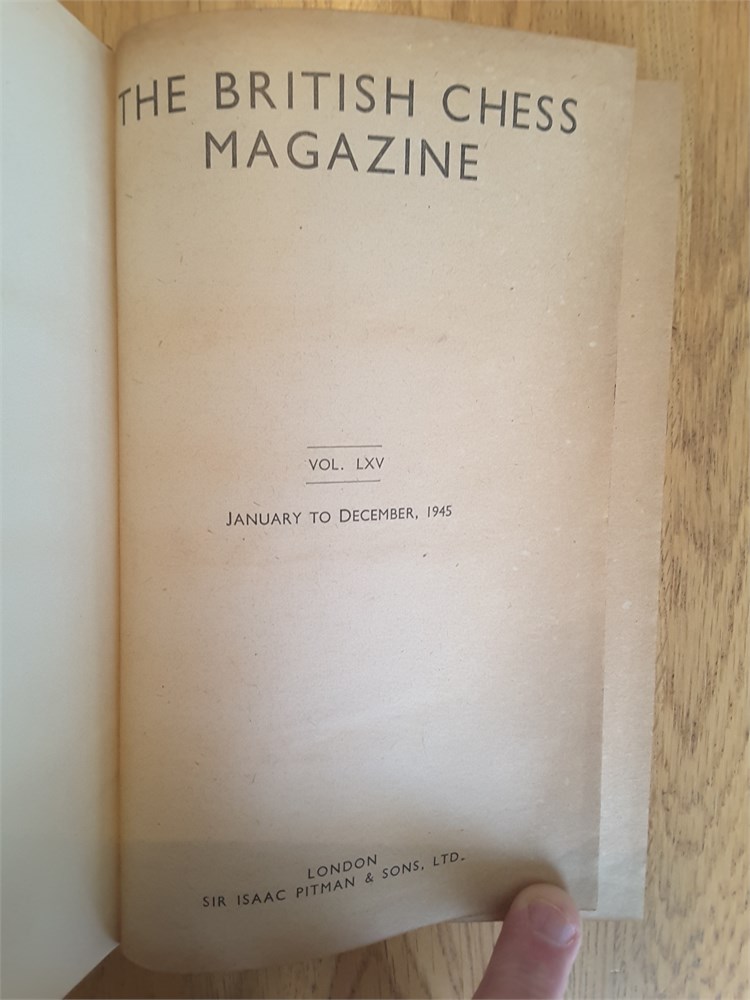 THE BRITISH CHESS
MAGAZINE
VOL. LXV
JANUARY TO DECEMBER, 1945
LONDON
SIR ISAAC PITMAN & SONS, LTD.